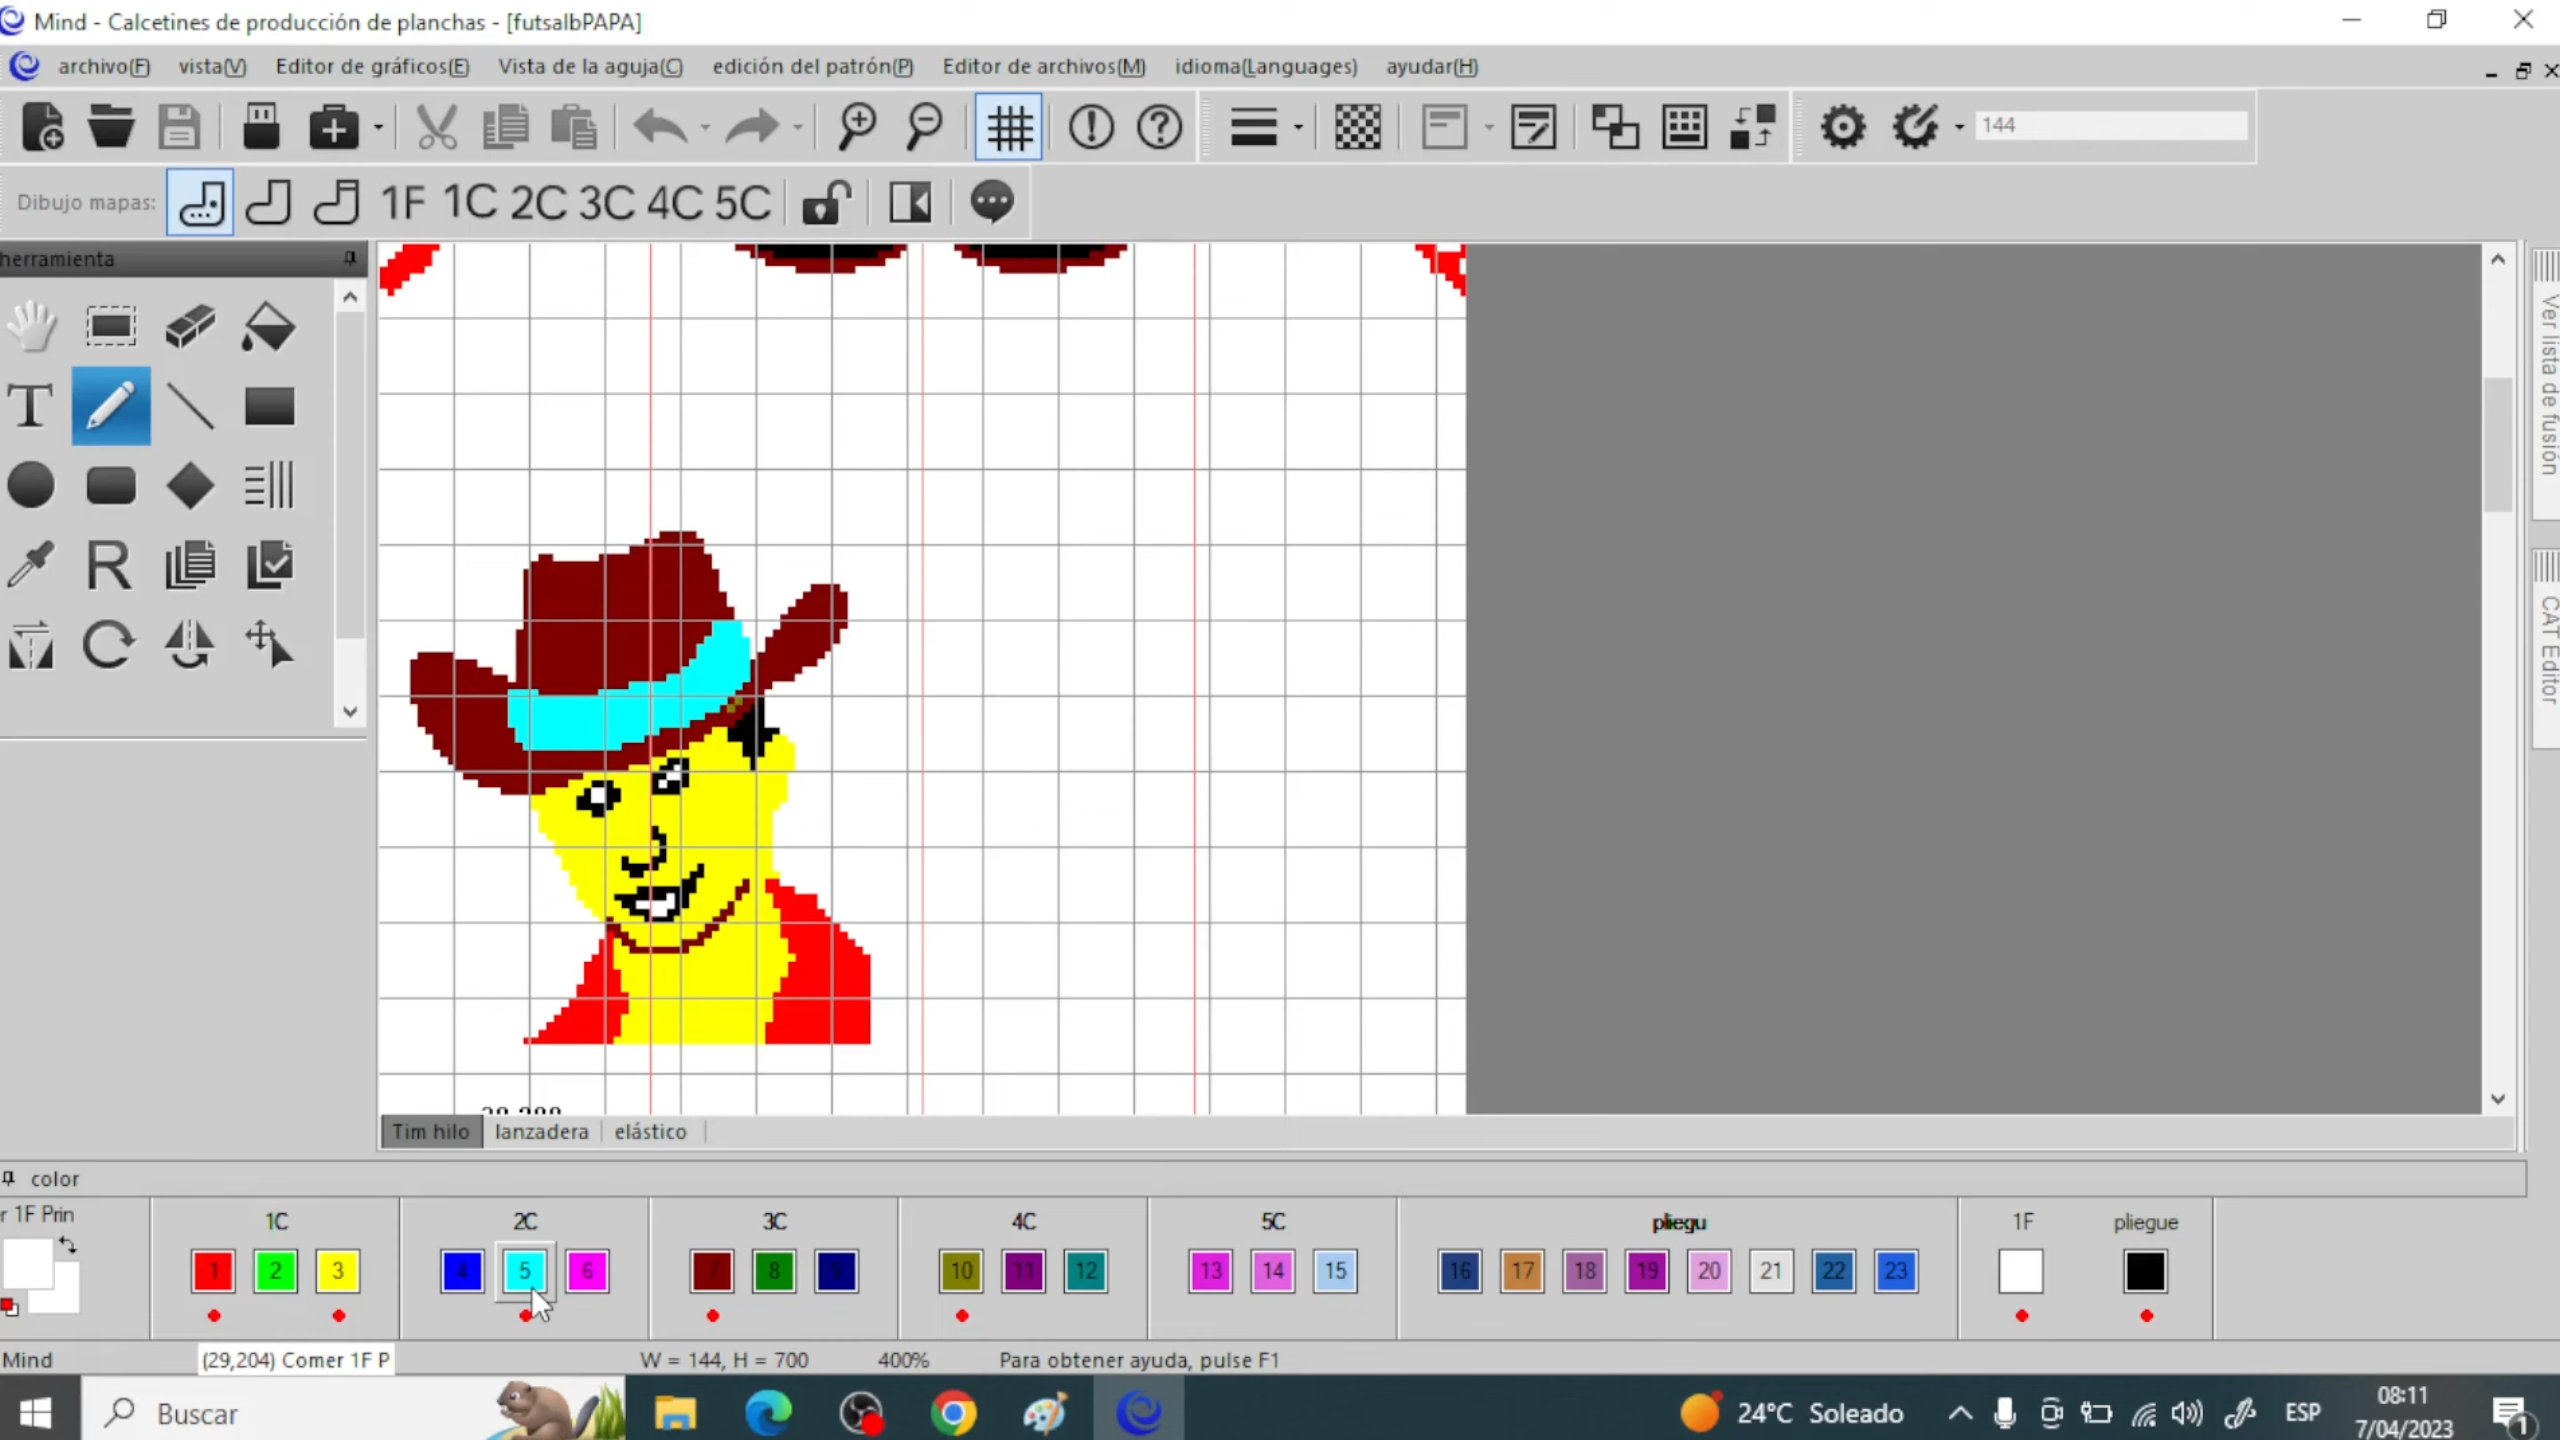 Mind - Calcetines de producción de planchas - [futsalbPAPA]
archivo(F) vista(V) Editor de gráficos(E) Vista de la aguja(C) edición del patrón(P) Editor de archivos(M) idioma(Languages) ayudar(H)
144
Dibujo mapas: 1F 1C 2C 3C 4C 5C
herramienta
T
R
Ver lista de fusión
CAT Editor
Tim hilo lanzadera elástico
color
r 1F Prin 1C 2C 3C 4C 5C pliegu 1F pliegue
1 2 3 4 5 6 7 8 9 10 11 12 13 14 15 16 17 18 19 20 21 22 23
Mind (29,204) Comer 1F P W = 144, H = 700 400% Para obtener ayuda, pulse F1
Buscar 24°C Soleado ESP 08:11
7/04/2023
1